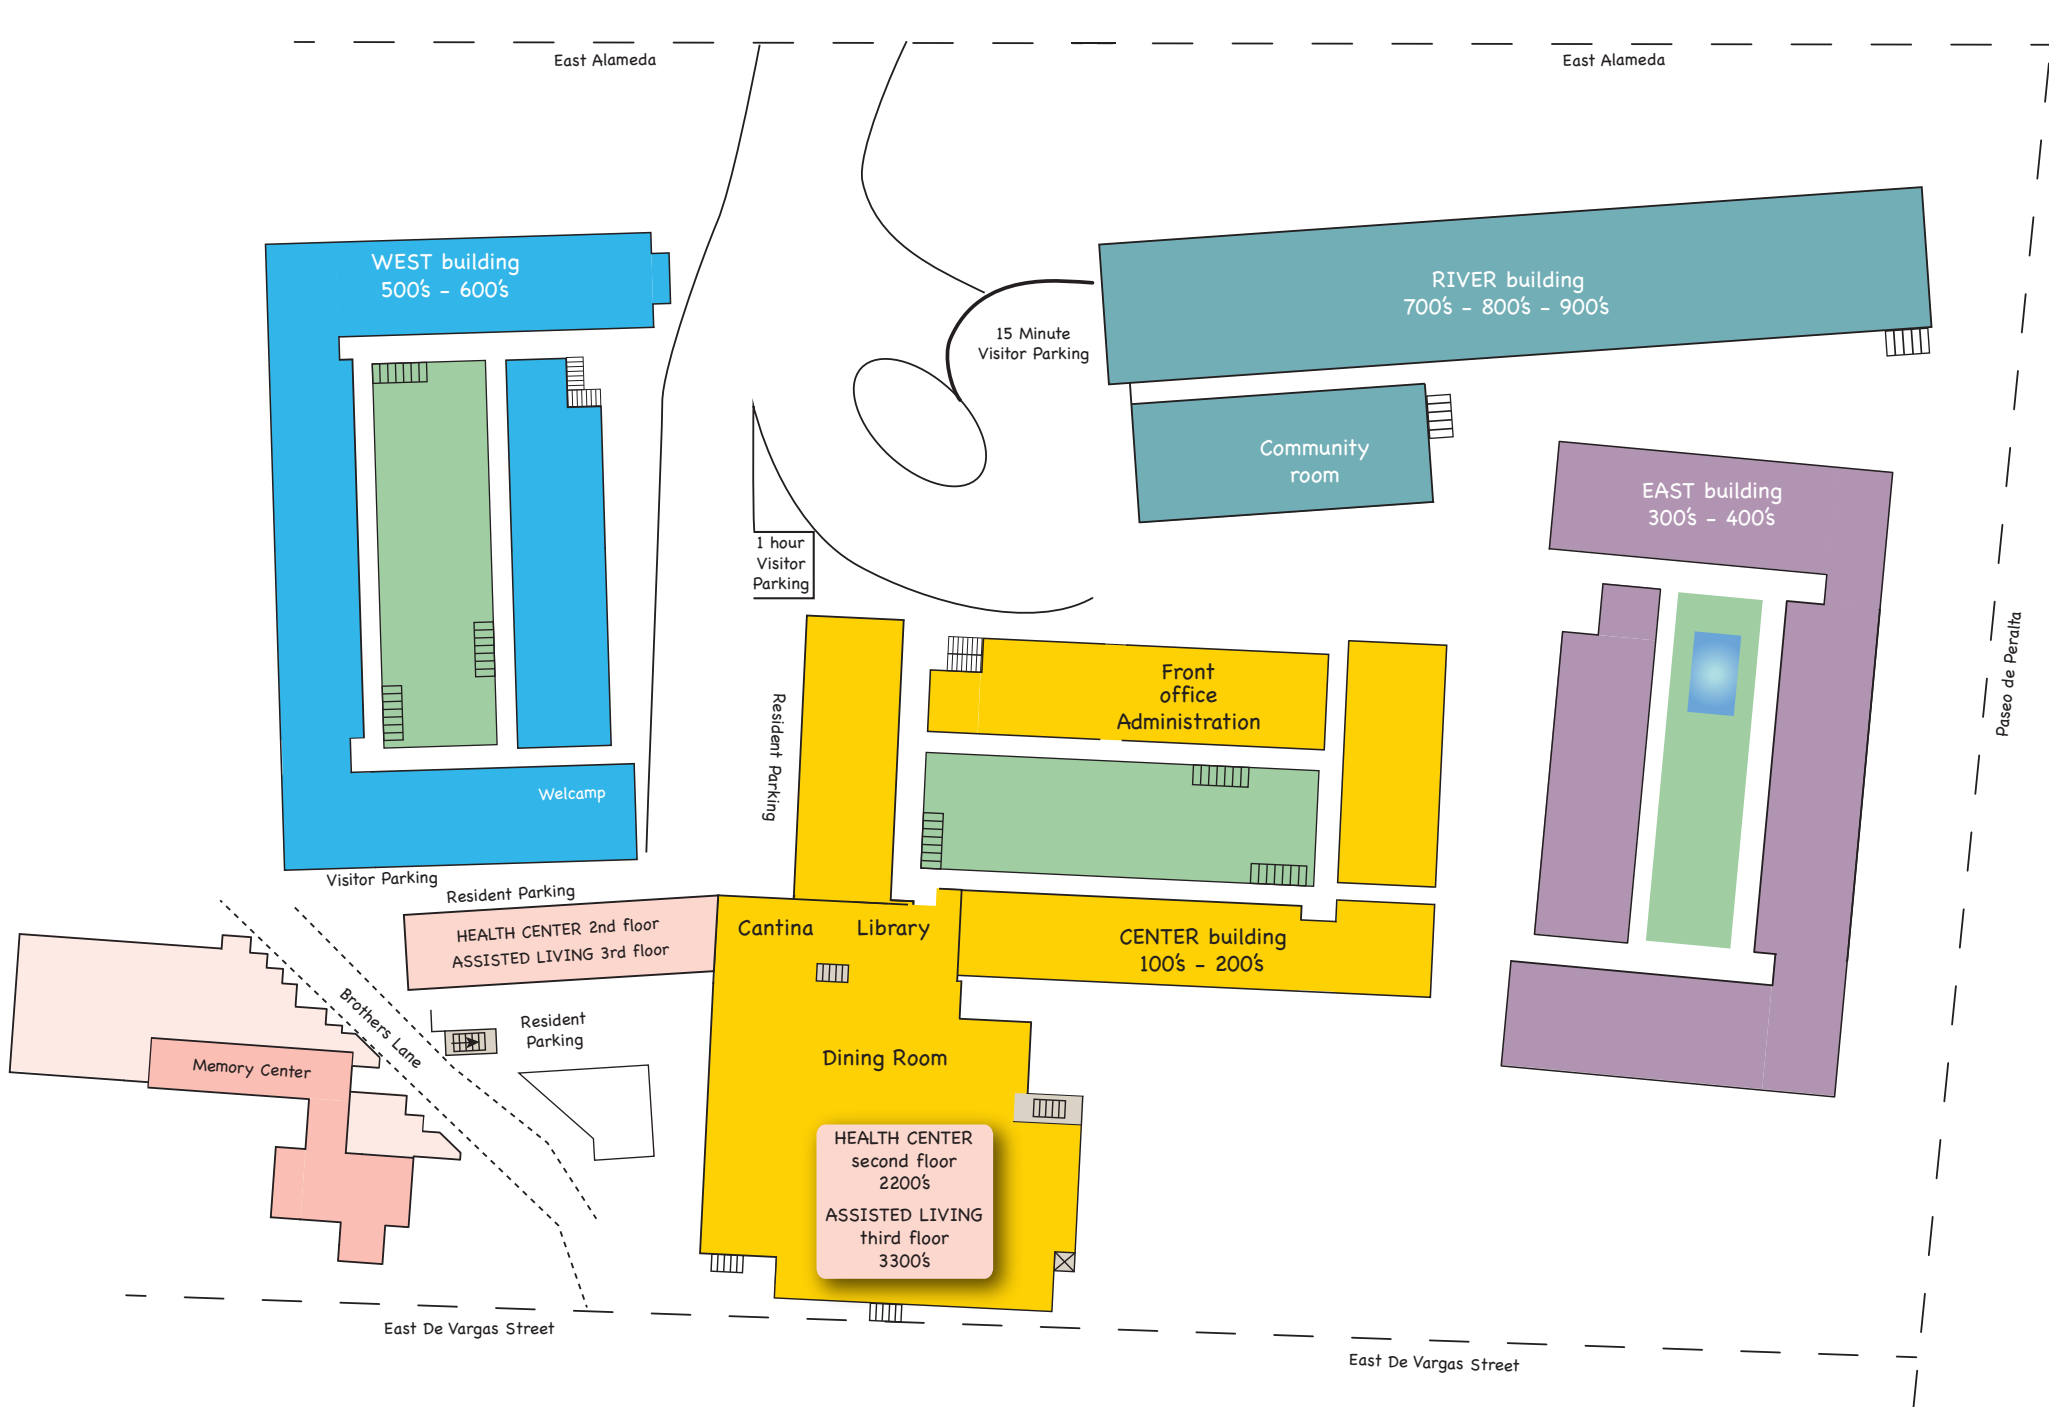 East Alameda
East Alameda
WEST building
500's - 600's
RIVER building
700's - 800's - 900's
15 Minute
Visitor Parking
Community
room
EAST building
300's - 400's
1 hour
Visitor
Parking
Paseo de Peralta
Front
office
Administration
Resident Parking
Welcamp
Visitor Parking
Resident Parking
HEALTH CENTER 2nd floor
ASSISTED LIVING 3rd floor
Cantina
Library
CENTER building
100's - 200's
Brothers Lane
Resident
Parking
Memory Center
Dining Room
HEALTH CENTER
second floor
2200's
ASSISTED LIVING
third floor
3300's
East De Vargas Street
East De Vargas Street